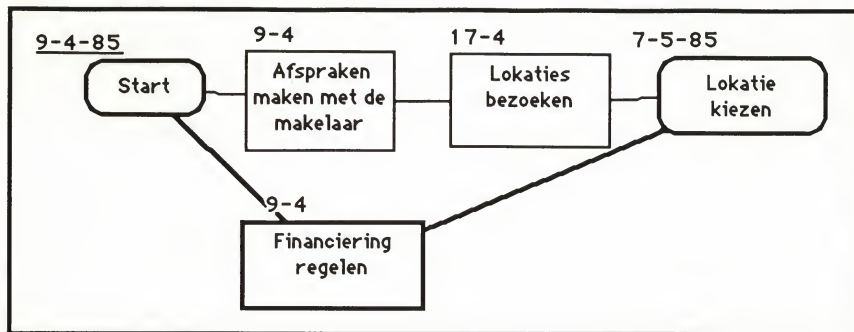 9-4-85
Start
9-4
Afspraken
maken met de
makelaar
17-4
Lokaties
bezoeken
7-5-85
Lokatie
kiezen
9-4
Financiering
regelen